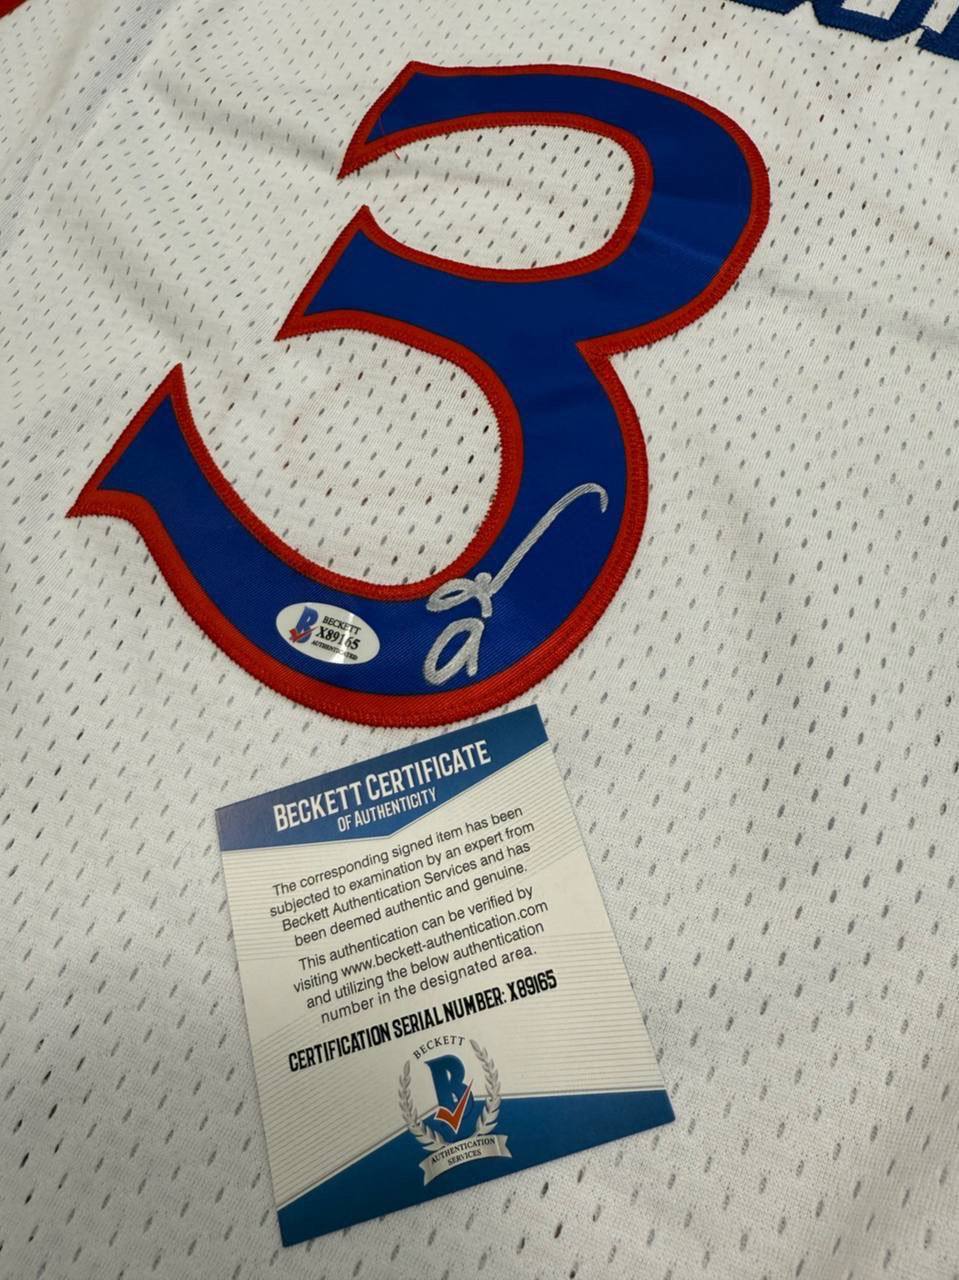 3
BECKETT
X89165
AUTHENTICATED
BECKETT CERTIFICATE
OF AUTHENTICITY
The corresponding signed item has been
subjected to examination by an expert from
Beckett Authentication Services and has
been deemed authentic and genuine.
This authentication can be verified by
visiting www.beckett-authentication.com
and utilizing the below authentication
number in the designated area.
CERTIFICATION SERIAL NUMBER: X89165
BECKETT
B
AUTHENTICATION
SERVICES